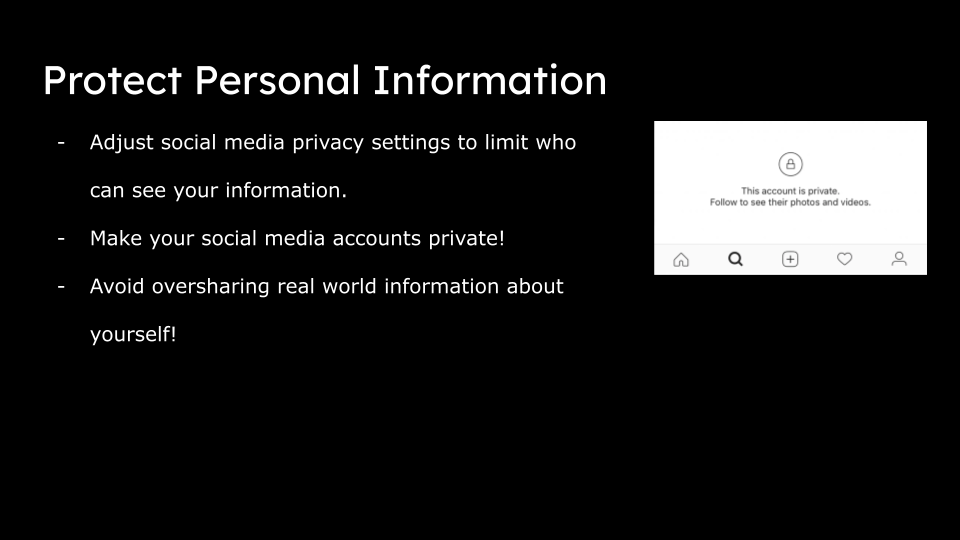 Protect Personal Information
- Adjust social media privacy settings to limit who
can see your information.
- Make your social media accounts private!
- Avoid oversharing real world information about
yourself!
This account is private.
Follow to see their photos and videos.